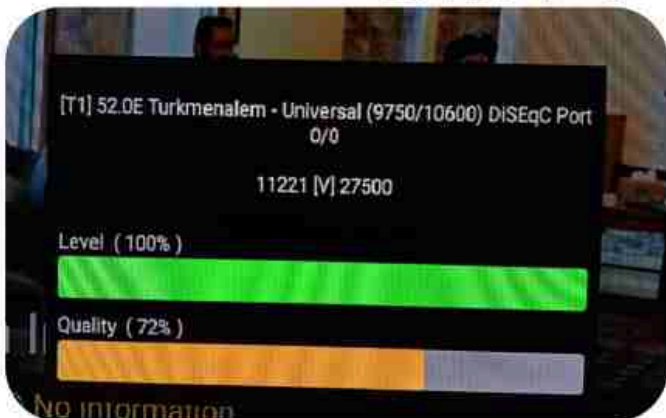 [T1] 52.0E Turkmenalem - Universal (9750/10600) DiSEqC Port
0/0
11221 [V] 27500
Level ( 100% )
Quality ( 72% )
No information